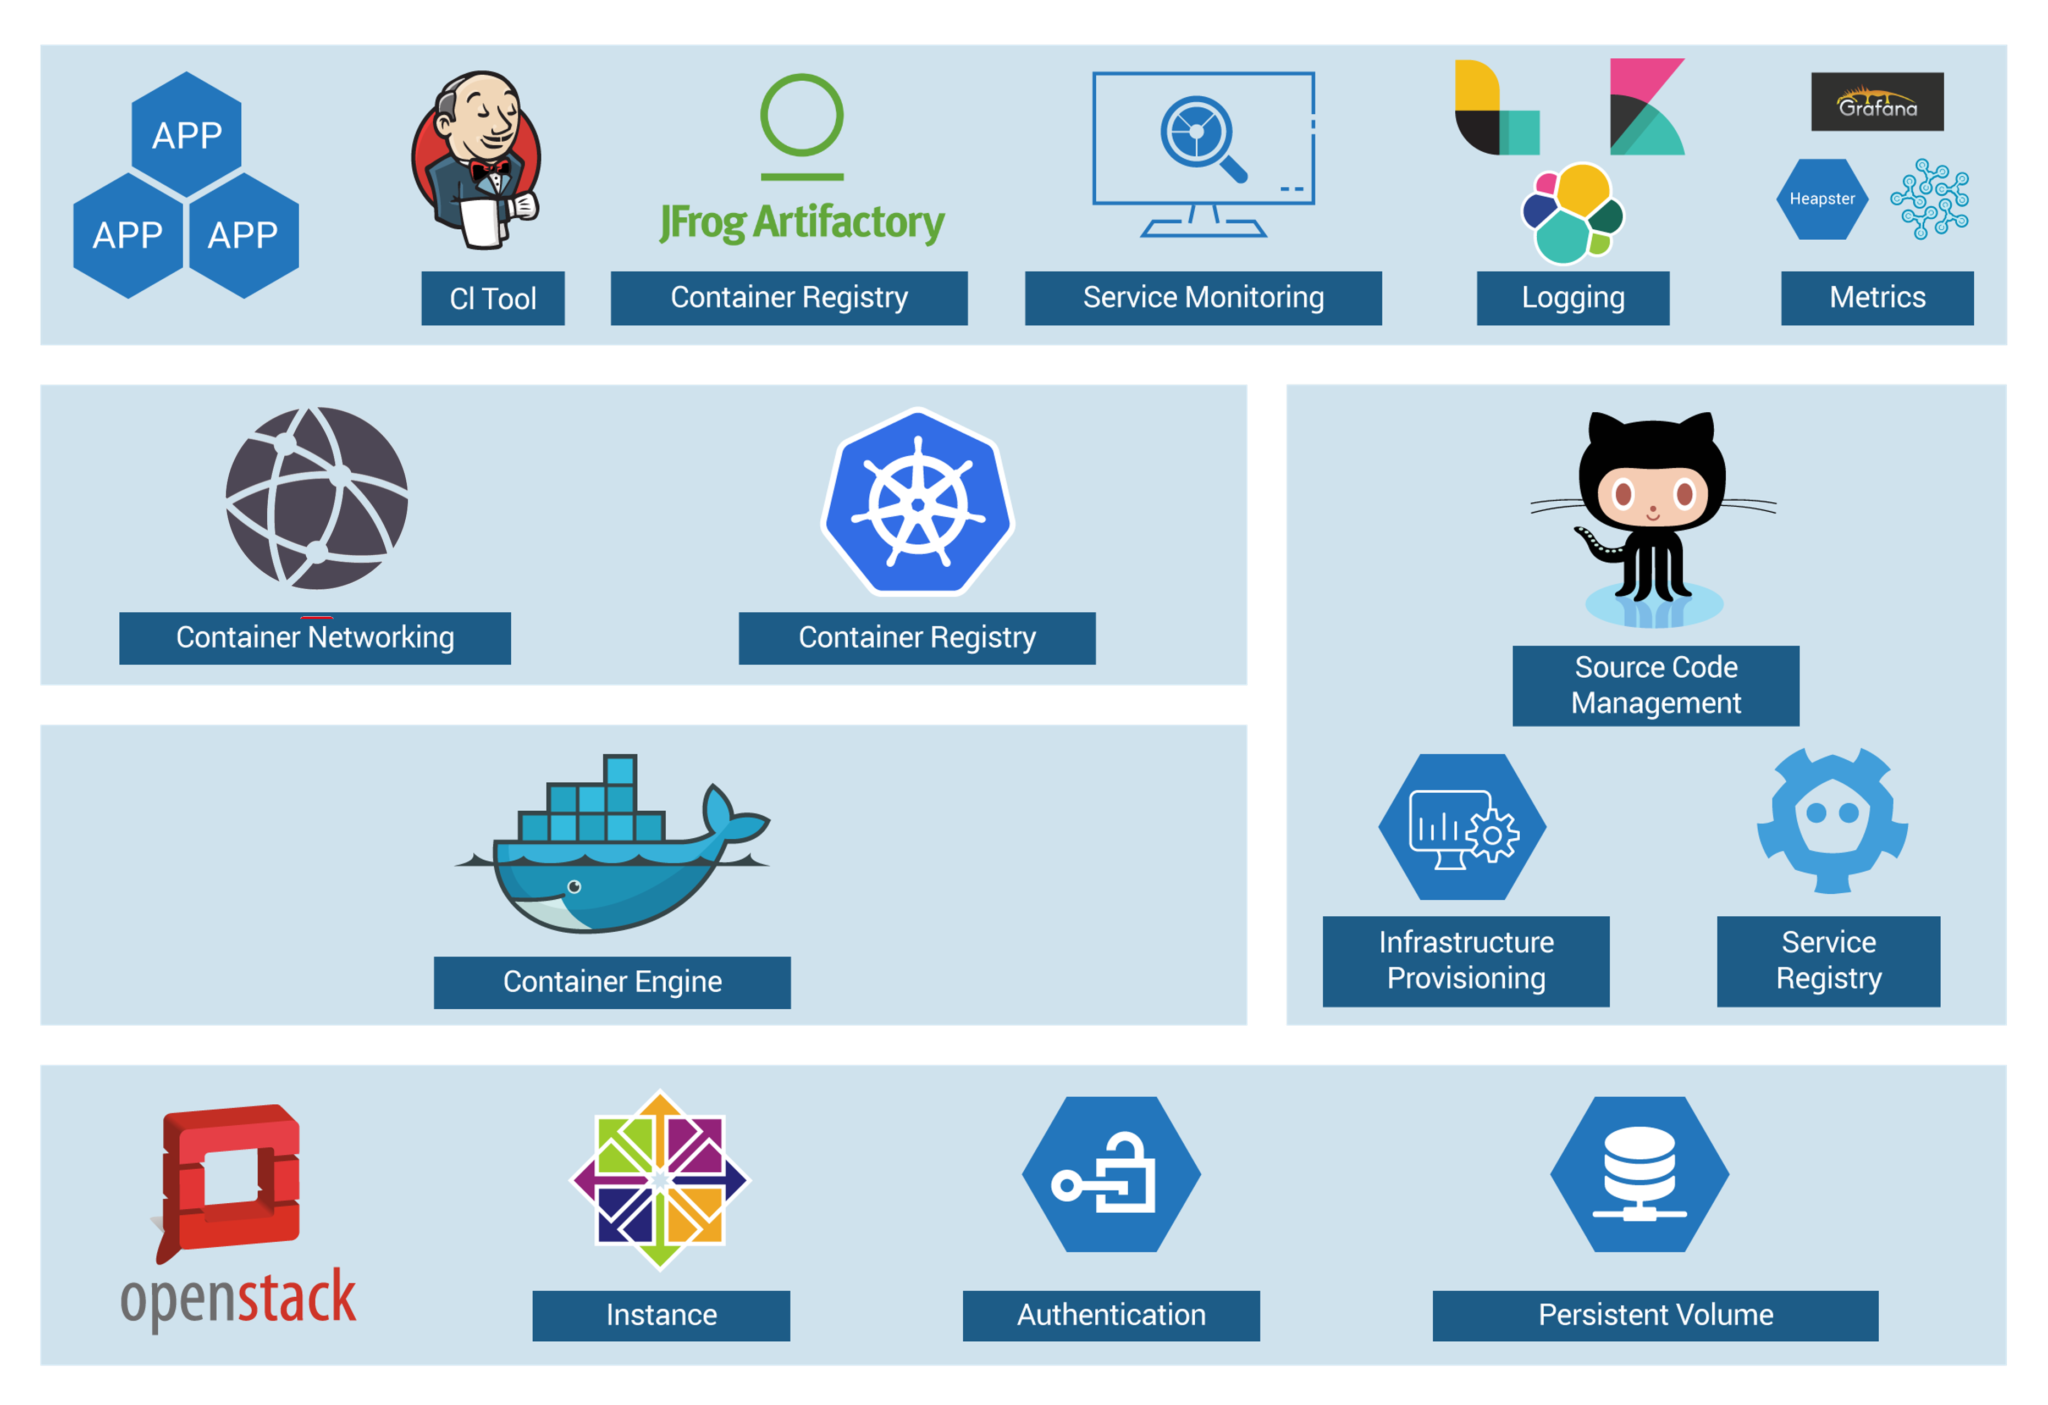 APP
APP
APP
Cl Tool
JFrog Artifactory
Container Registry
Service Monitoring
Logging
Grafana
Heapster
Metrics
Container Networking
Container Registry
Source Code
Management
Infrastructure
Provisioning
Service
Registry
Container Engine
openstack
Instance
Authentication
Persistent Volume